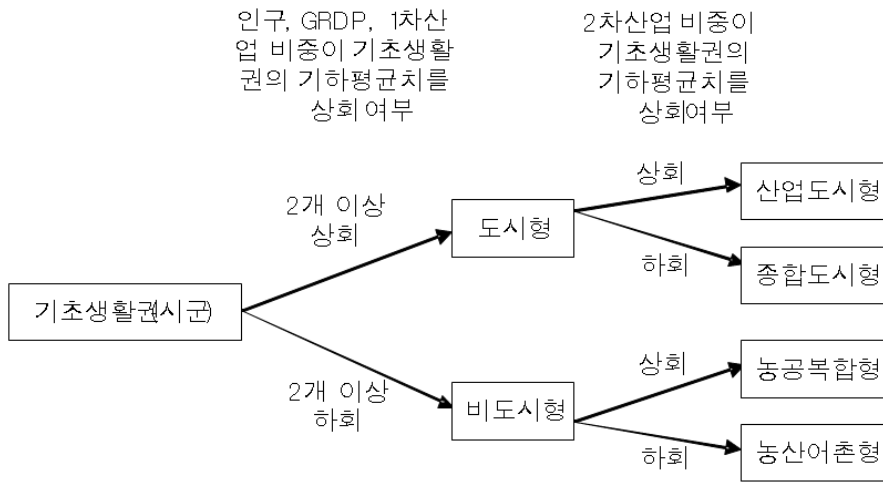 인구, GRDP, 1차산
업 비중이 기초생활
권의 기하평균치를
상회 여부
2차산업 비중이
기초생활권의
기하평균치를
상회여부
2개 이상
상회
도시형
상회
산업도시형
하회
종합도시형
기초생활권(시군)
2개 이상
하회
비도시형
상회
농공복합형
하회
농산어촌형